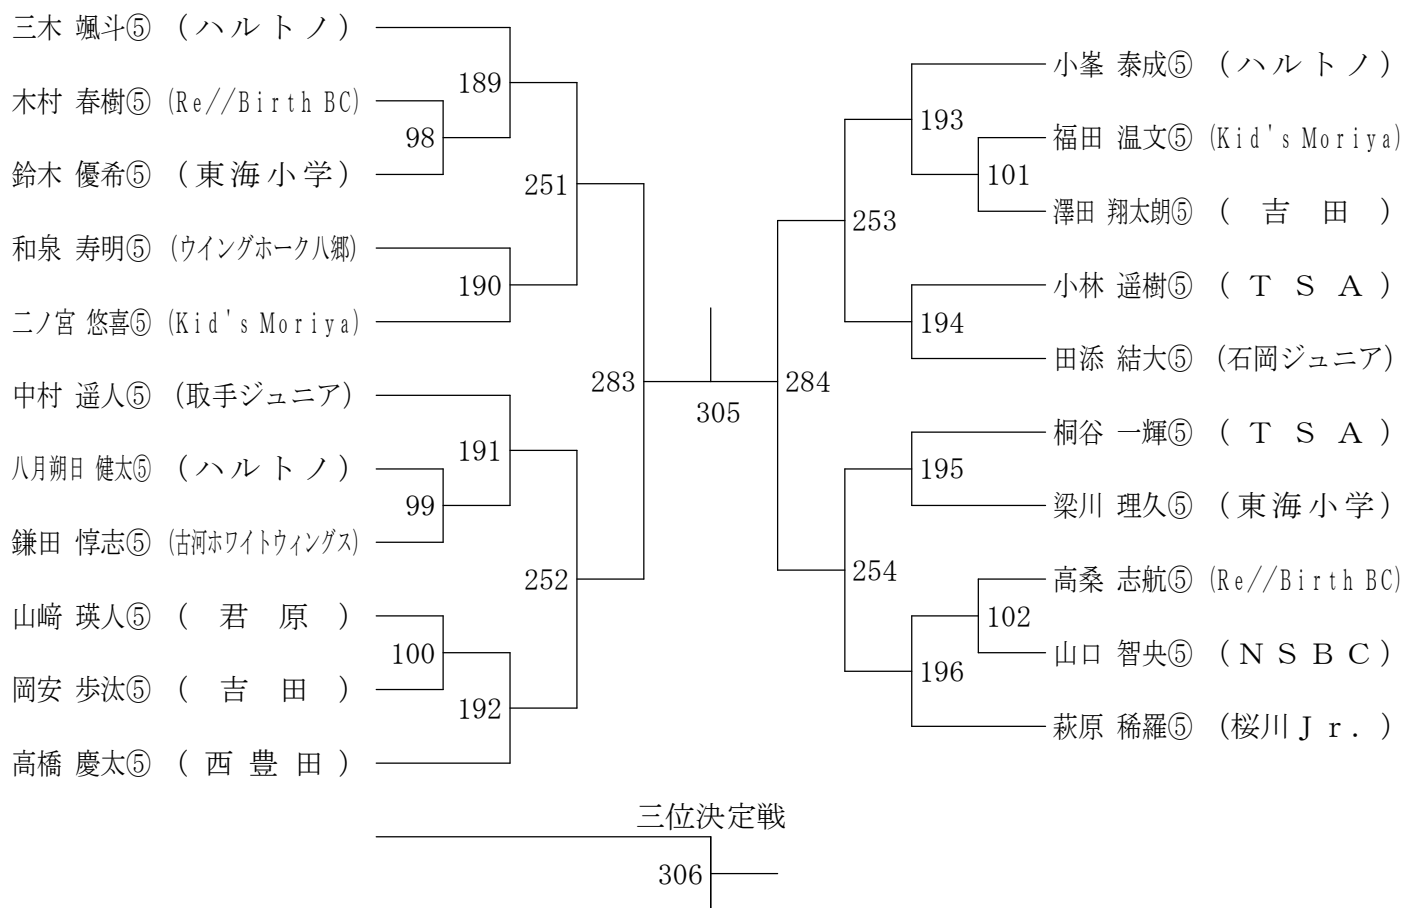 三木 颯斗⑤ (ハルトノ)
木村 春樹⑤ (Re//Birth BC)
鈴木 優希⑤ (東海小学)
和泉 寿明⑤ (ウイングホーク八郷)
二ノ宮 悠喜⑤ (Kid's Moriya)
中村 遥人⑤ (取手ジュニア)
八月朔日 健太⑤ (ハルトノ)
鎌田 惇志⑤ (古河ホワイトウィングス)
山﨑 瑛人⑤ (君原)
岡安 歩汰⑤ (吉田)
高橋 慶太⑤ (西豊田)
189
98
251
190
283
191
99
252
100
192
305
284
193
101
253
194
195
254
102
196
小峯 泰成⑤ (ハルトノ)
福田 温文⑤ (Kid's Moriya)
澤田 翔太朗⑤ (吉田)
小林 遥樹⑤ (TSA)
田添 結大⑤ (石岡ジュニア)
桐谷 一輝⑤ (TSA)
梁川 理久⑤ (東海小学)
高桑 志航⑤ (Re//Birth BC)
山口 智央⑤ (NSBC)
萩原 稀羅⑤ (桜川Jr.)
三位決定戦
306